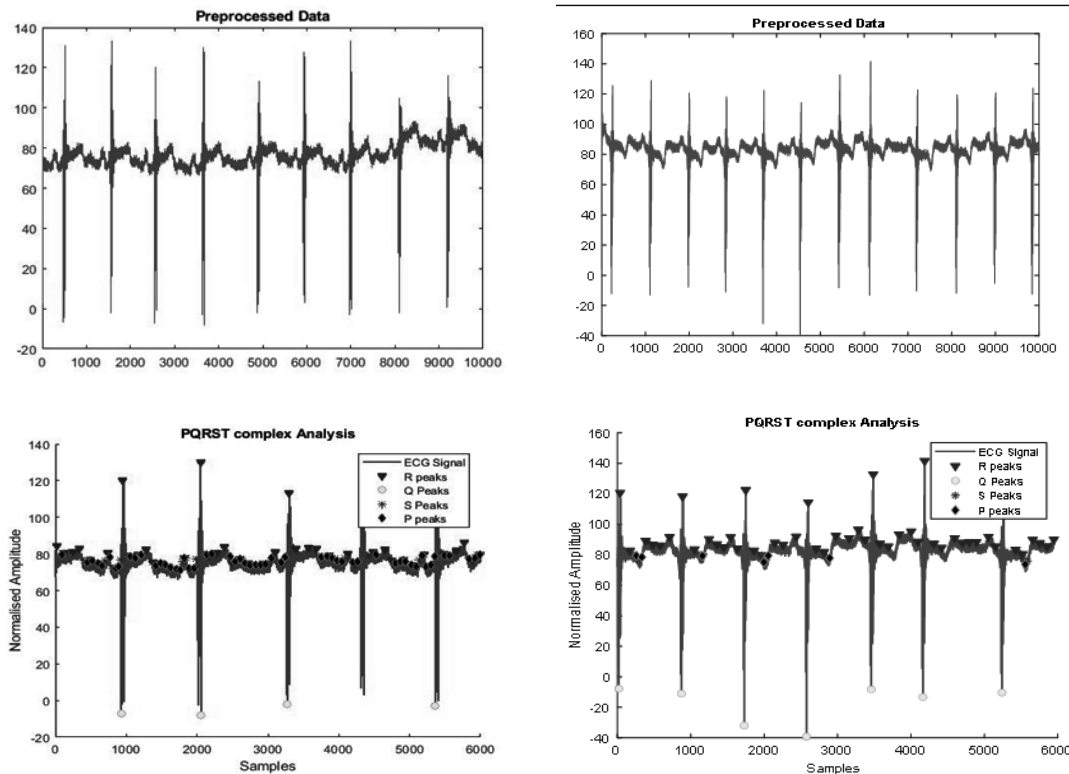 Preprocessed Data
140
120
100
80
60
40
20
0
-20
0 1000 2000 3000 4000 5000 6000 7000 8000 9000 10000
Preprocessed Data
160
140
120
100
80
60
40
20
0
-20
-40
0 1000 2000 3000 4000 5000 6000 7000 8000 9000 10000
PQRST complex Analysis
140
120
100
80
60
40
20
0
-20
Normalised Amplitude
ECG Signal
R peaks
Q Peaks
S Peaks
P peaks
0 1000 2000 3000 4000 5000 6000
Samples
PQRST complex Analysis
160
140
120
100
80
60
40
20
0
-20
-40
Normalised Amplitude
ECG Signal
R peaks
Q Peaks
S Peaks
P peaks
0 1000 2000 3000 4000 5000 6000
Samples